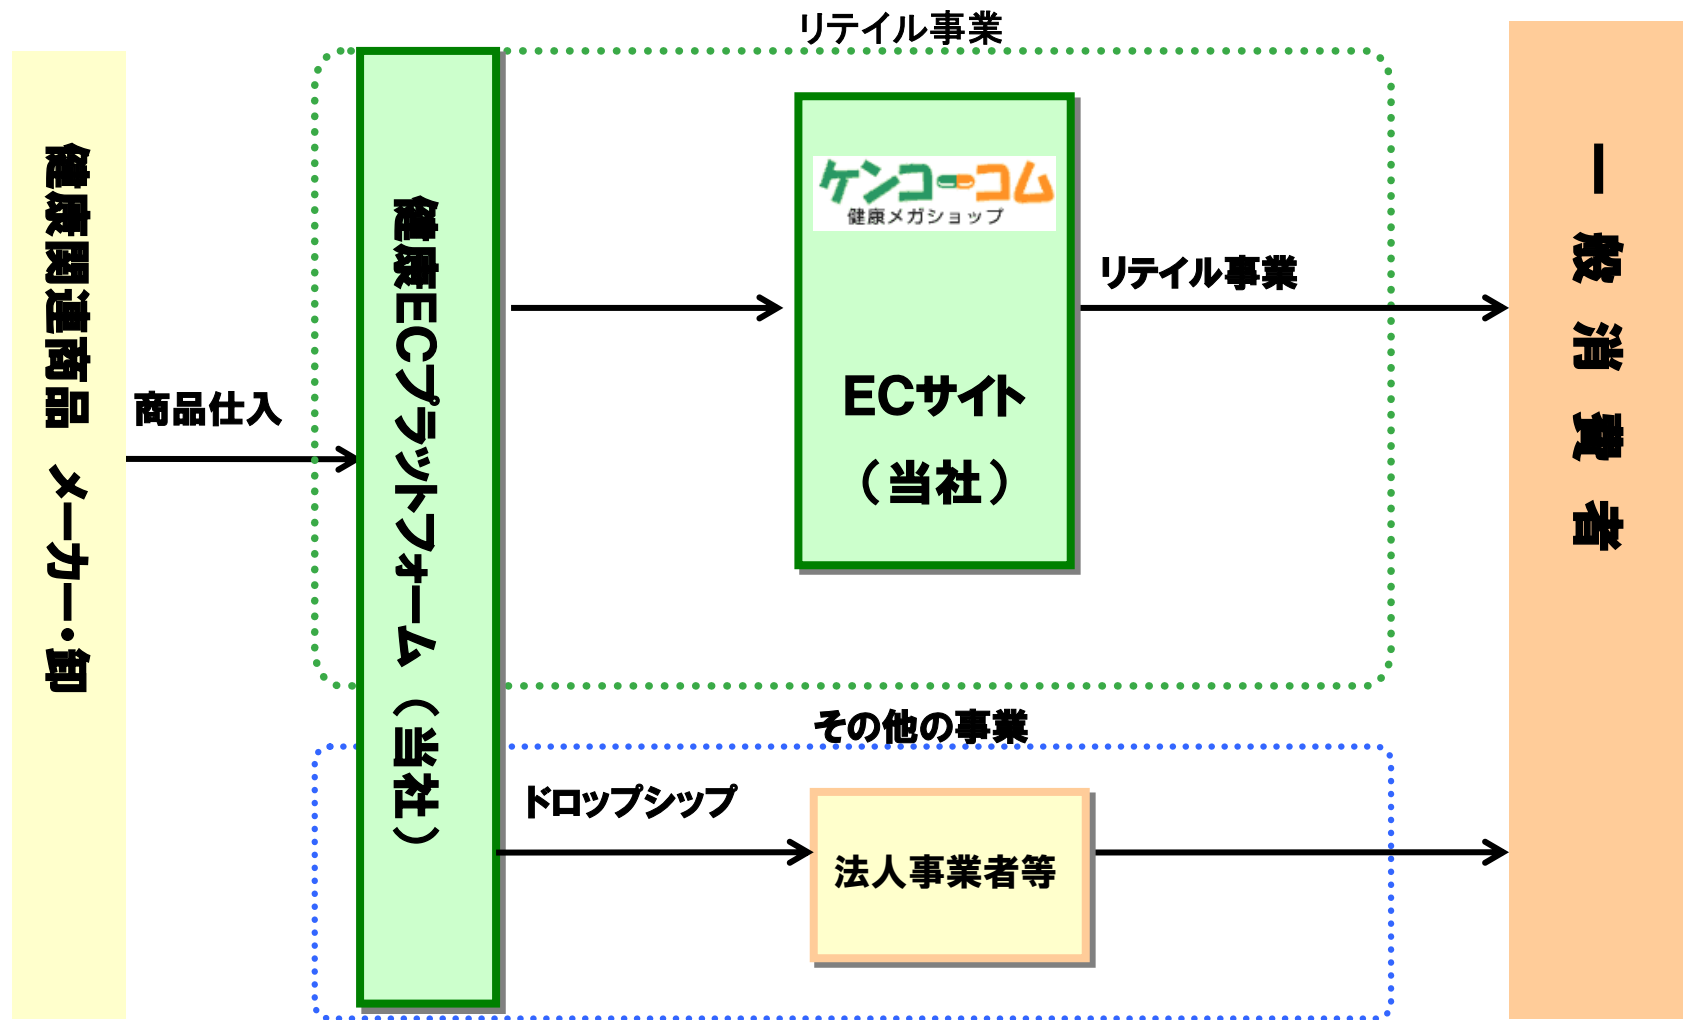 リテイル事業
健康関連商品　メーカー・卸
商品仕入
健康ECプラットフォーム（当社）
ケンコーコム
健康メガショップ
ECサイト
（当社）
リテイル事業
一般消費者
その他の事業
ドロップシップ
法人事業者等